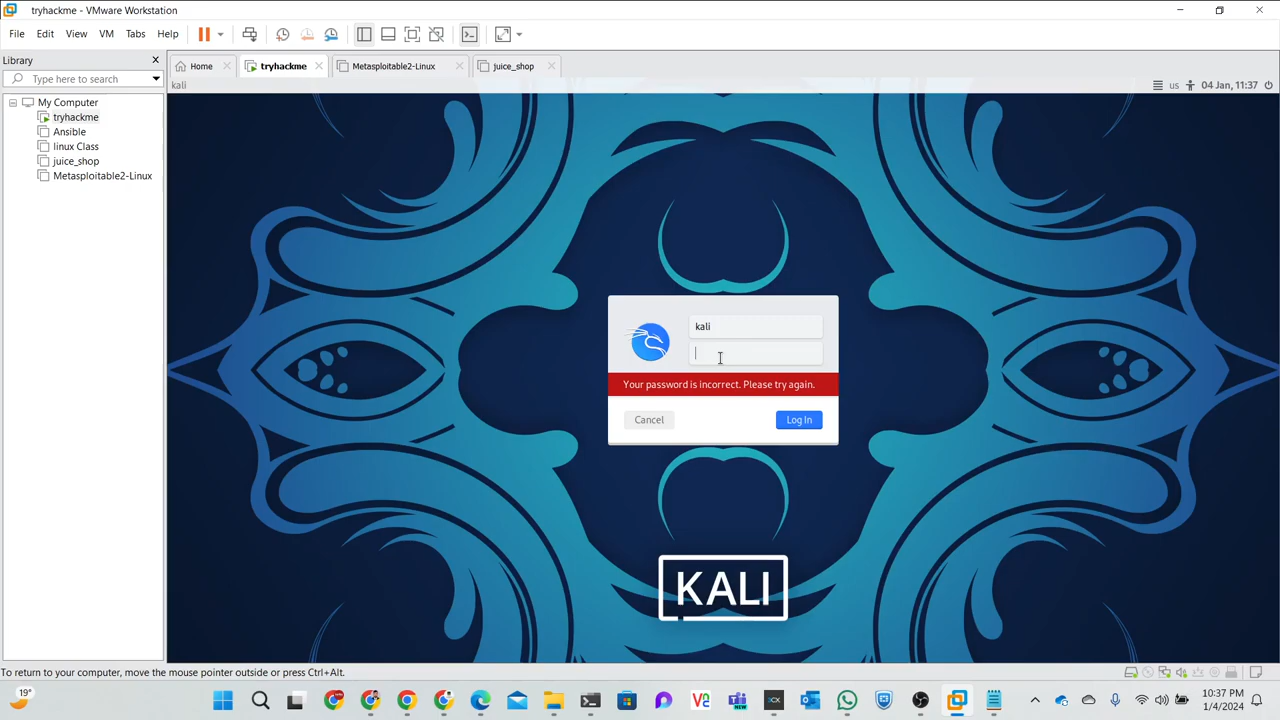 tryhackme - VMware Workstation
File Edit View VM Tabs Help
Library
Type here to search
My Computer
tryhackme
Ansible
linux Class
juice_shop
Metasploitable2-Linux
Home tryhackme Metasploitable2-Linux juice_shop
kali us 04 Jan, 11:37
kali
Your password is incorrect. Please try again.
Cancel Log In
KALI
To return to your computer, move the mouse pointer outside or press Ctrl+Alt.
19°
10:37 PM
1/4/2024